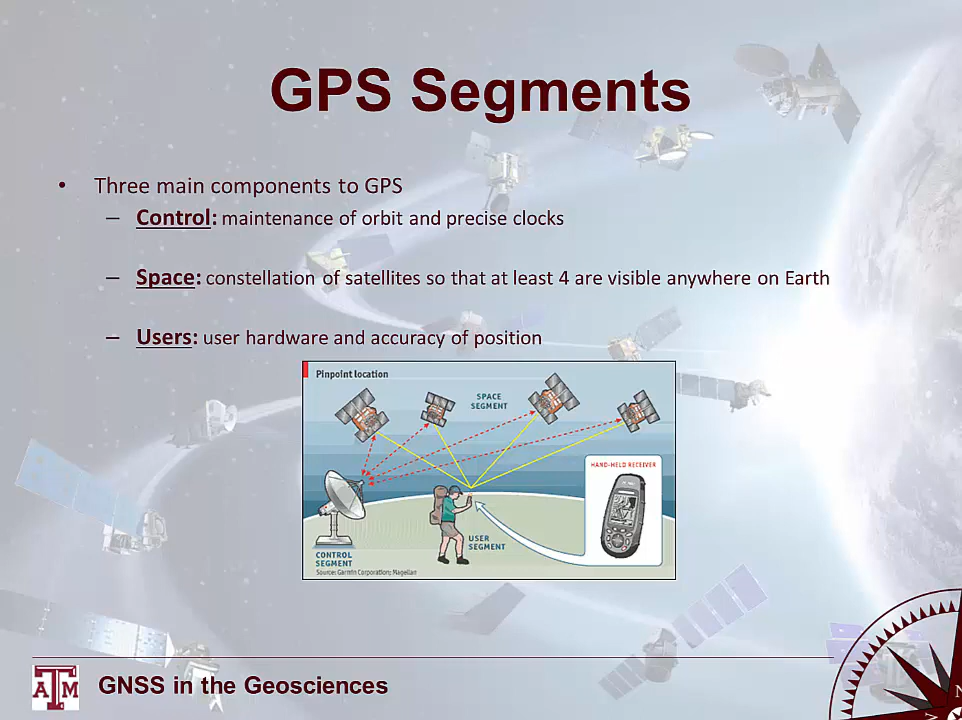 GPS Segments
• Three main components to GPS
– Control: maintenance of orbit and precise clocks
– Space: constellation of satellites so that at least 4 are visible anywhere on Earth
– Users: user hardware and accuracy of position
Pinpoint location
SPACE
SEGMENT
HAND-HELD RECEIVER
USER
SEGMENT
CONTROL
SEGMENT
Source: Garmin Corporation; Magellan
ATM
GNSS in the Geosciences
N